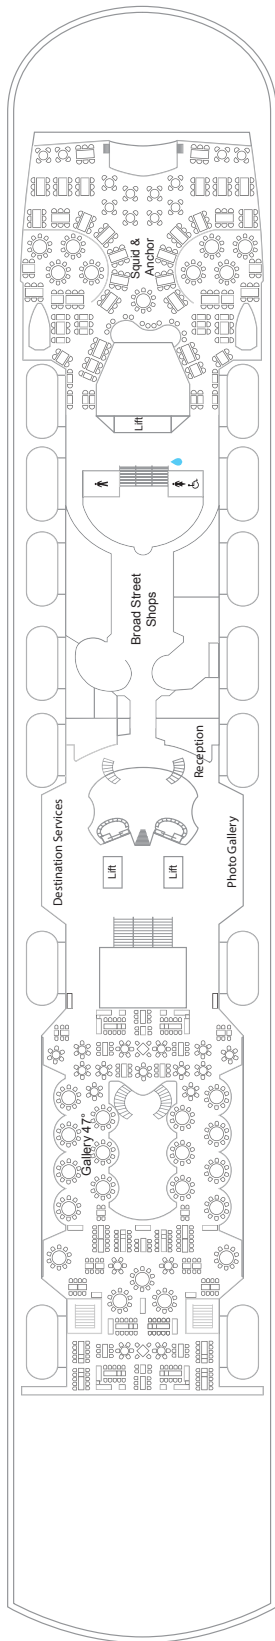 Squid &
Anchor
Lift
Broad Street
Shops
Reception
Destination Services
Photo Gallery
Lift
Lift
Gallery 47°